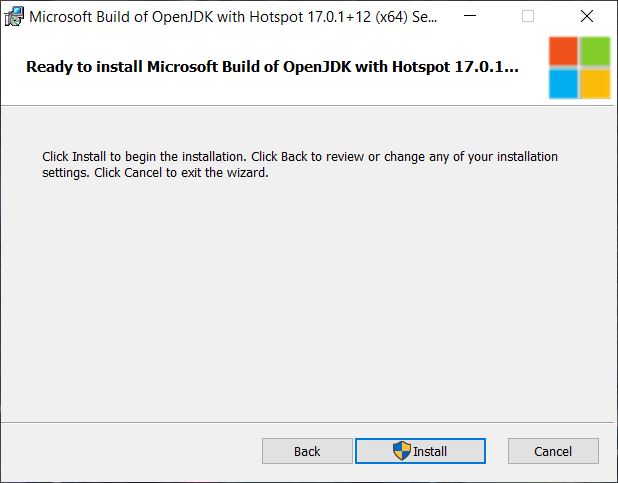 Microsoft Build of OpenJDK with Hotspot 17.0.1+12 (x64) Se...
Ready to install Microsoft Build of OpenJDK with Hotspot 17.0.1...
Click Install to begin the installation. Click Back to review or change any of your installation
settings. Click Cancel to exit the wizard.
Back
Install
Cancel